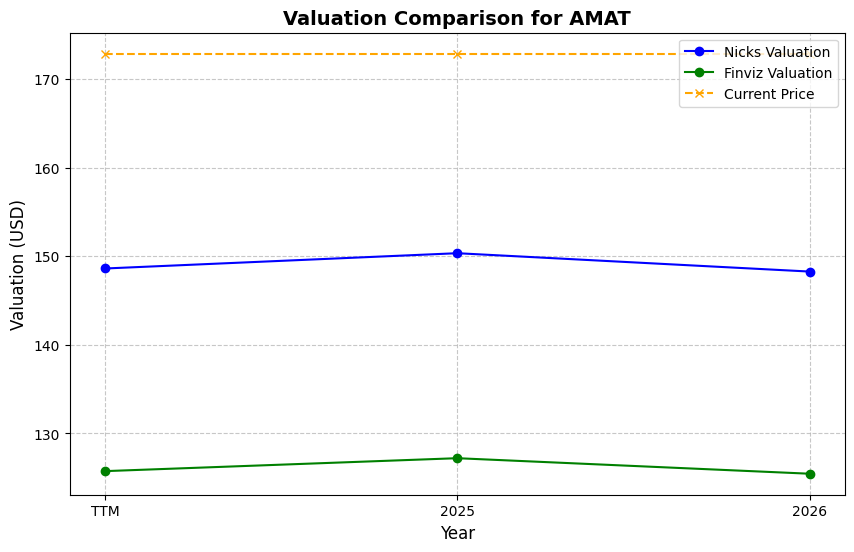 Valuation Comparison for AMAT
Nicks Valuation
Finviz Valuation
Current Price
Valuation (USD)
170
160
150
140
130
TTM
2025
2026
Year